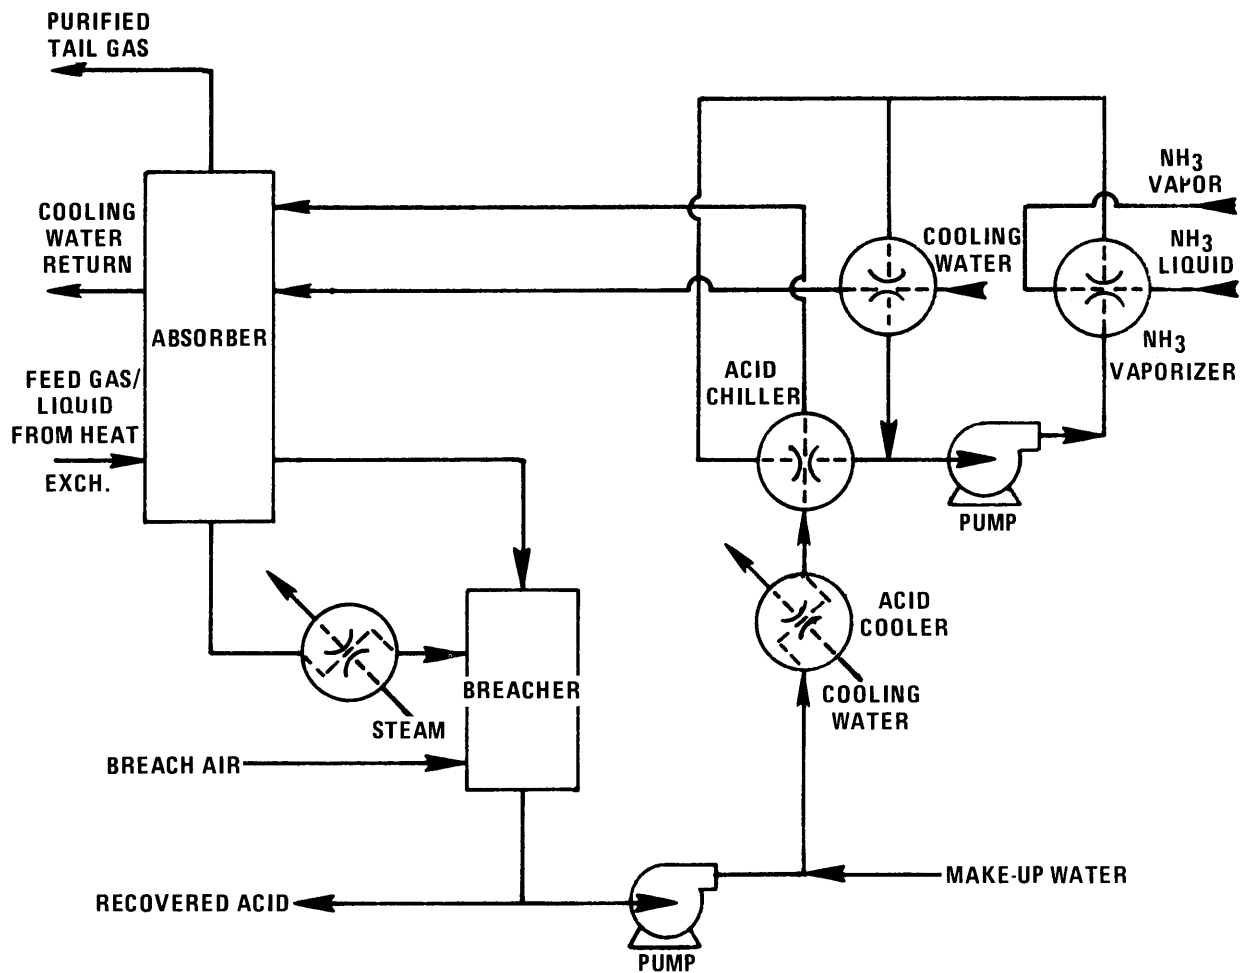 PURIFIED
TAIL GAS
COOLING
WATER
RETURN
ABSORBER
FEED GAS/
LIQUID
FROM HEAT
EXCH.
NH3
VAPOR
COOLING
WATER
NH3
LIQUID
NH3
VAPORIZER
ACID
CHILLER
PUMP
ACID
COOLER
COOLING
WATER
STEAM
BREACHER
BREACH AIR
MAKE-UP WATER
RECOVERED ACID
PUMP